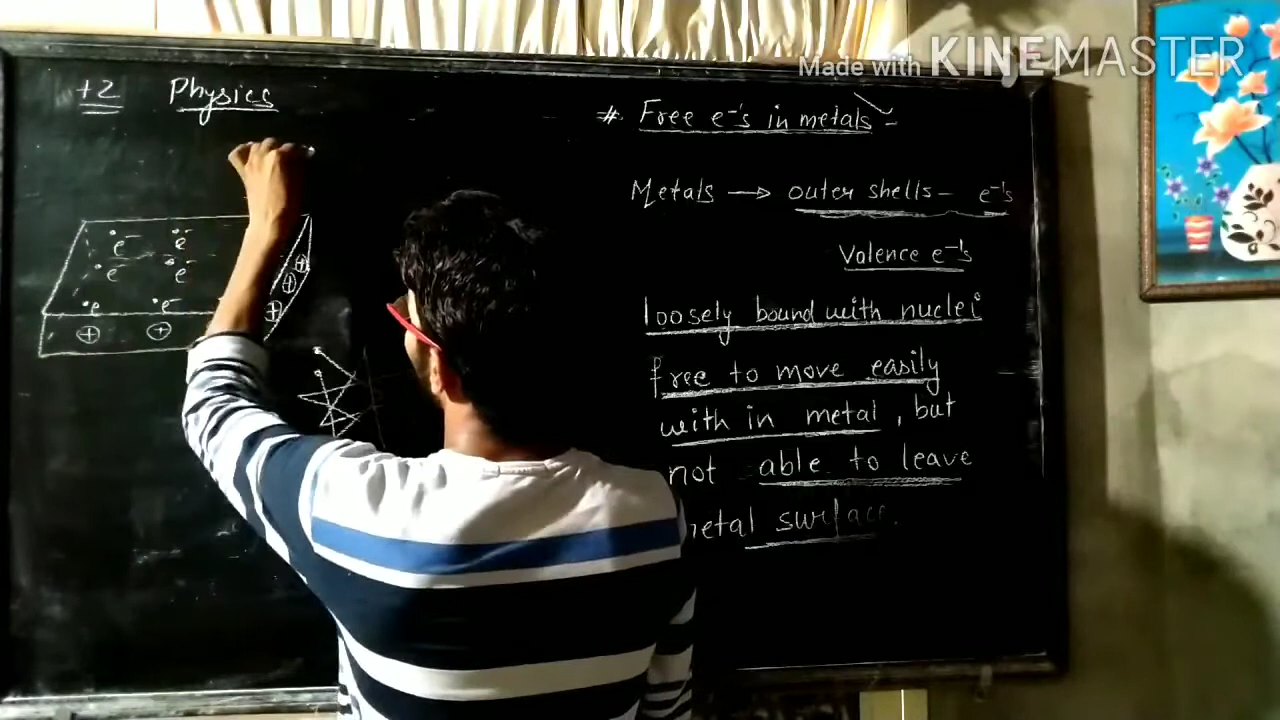 Made with KINEMASTER
+2 Physics
# Free e⁻'s in metals -
Metals → outer shells - e⁻'s
Valence e⁻'s
loosely bound with nuclei
free to move easily
with in metal, but
not able to leave
surface.
e⁻ e⁻
e⁻ e⁻
e e⁻
+ + + + +